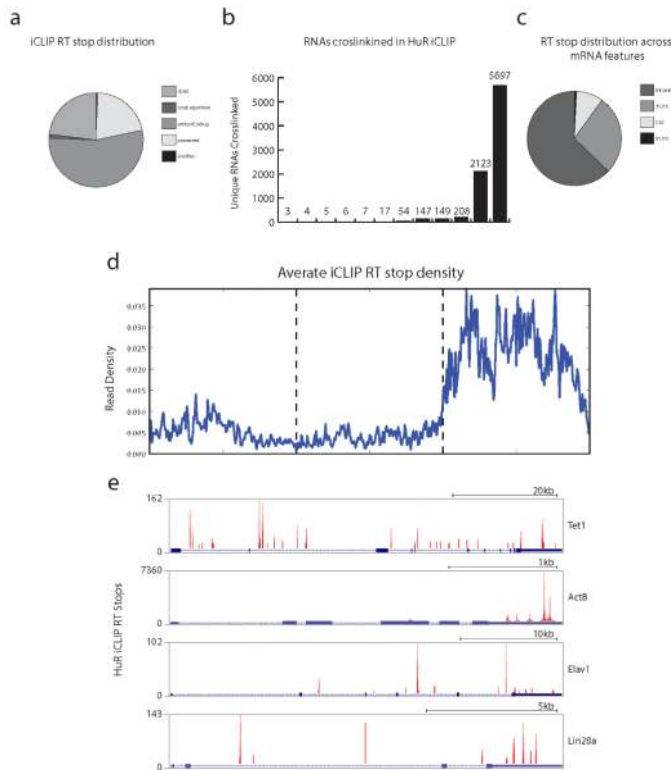 a
iCLIP RT stop distribution
b
RNAs croslinkined in HuR iCLIP
Unique RNAs Crosslinked
6000
5000
4000
3000
2000
1000
0
3 4 5 6 7 17 54 147 149 208 2123 5697
c
RT stop distribution across
mRNA features
d
Averate iCLIP RT stop density
Read Density
0.035
0.030
0.025
0.020
0.015
0.010
0.005
0.000
e
HuR iCLIP RT Stops
162
0
20kb
Tet1
7360
0
1kb
ActB
102
0
10kb
Elav1
143
0
5kb
Lin28a